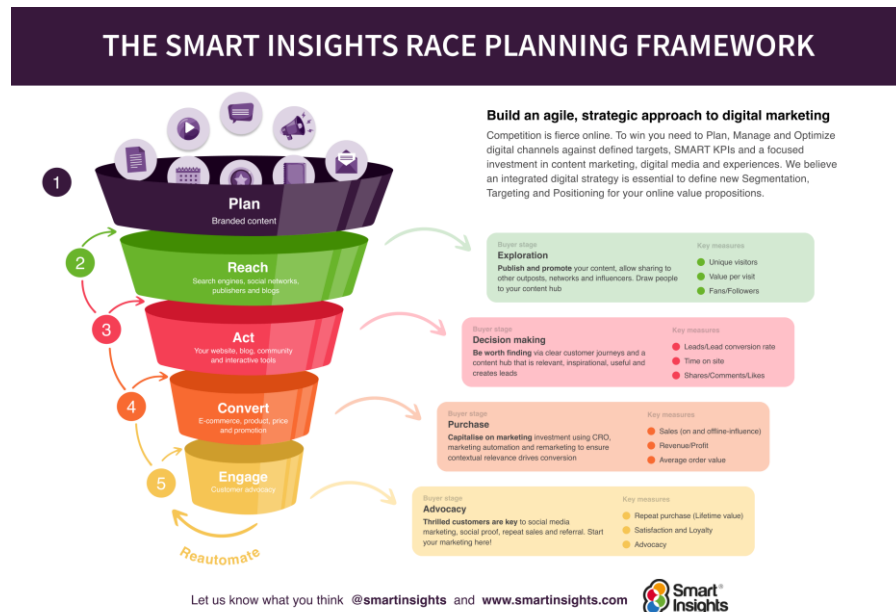 THE SMART INSIGHTS RACE PLANNING FRAMEWORK
Build an agile, strategic approach to digital marketing
Competition is fierce online. To win you need to Plan, Manage and Optimize
digital channels against defined targets, SMART KPIs and a focused
investment in content marketing, digital media and experiences. We believe
an integrated digital strategy is essential to define new Segmentation,
Targeting and Positioning for your online value propositions.
1
Plan
Branded content
2
Reach
Search engines, social networks,
publishers and blogs
Buyer stage
Exploration
Publish and promote your content, allow sharing to
other outposts, networks and influencers. Draw people
to your content hub
Key measures
Unique visitors
Value per visit
Fans/Followers
3
Act
Your website, blog, community
and interactive tools
Buyer stage
Decision making
Be worth finding via clear customer journeys and a
content hub that is relevant, inspirational, useful and
creates leads
Key measures
Leads/Lead conversion rate
Time on site
Shares/Comments/Likes
4
Convert
E-commerce, product, price
and promotion
Buyer stage
Purchase
Capitalise on marketing investment using CRO,
marketing automation and remarketing to ensure
contextual relevance drives conversion
Key measures
Sales (on and offline-influence)
Revenue/Profit
Average order value
5
Engage
Customer advocacy
Buyer stage
Advocacy
Thrilled customers are key to social media
marketing, social proof, repeat sales and referral. Start
your marketing here!
Key measures
Repeat purchase (Lifetime value)
Satisfaction and Loyalty
Advocacy
Reautomate
Let us know what you think @smartinsights and www.smartinsights.com
Smart
Insights